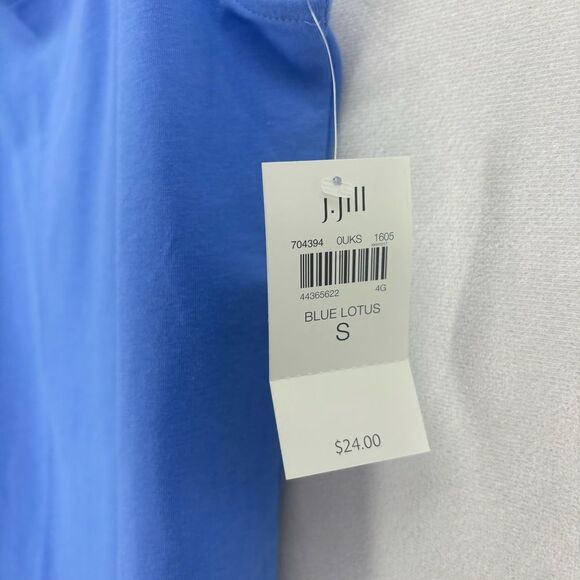 J.Jill
704394 0UKS 1605
44365622 4G
BLUE LOTUS
S
$24.00